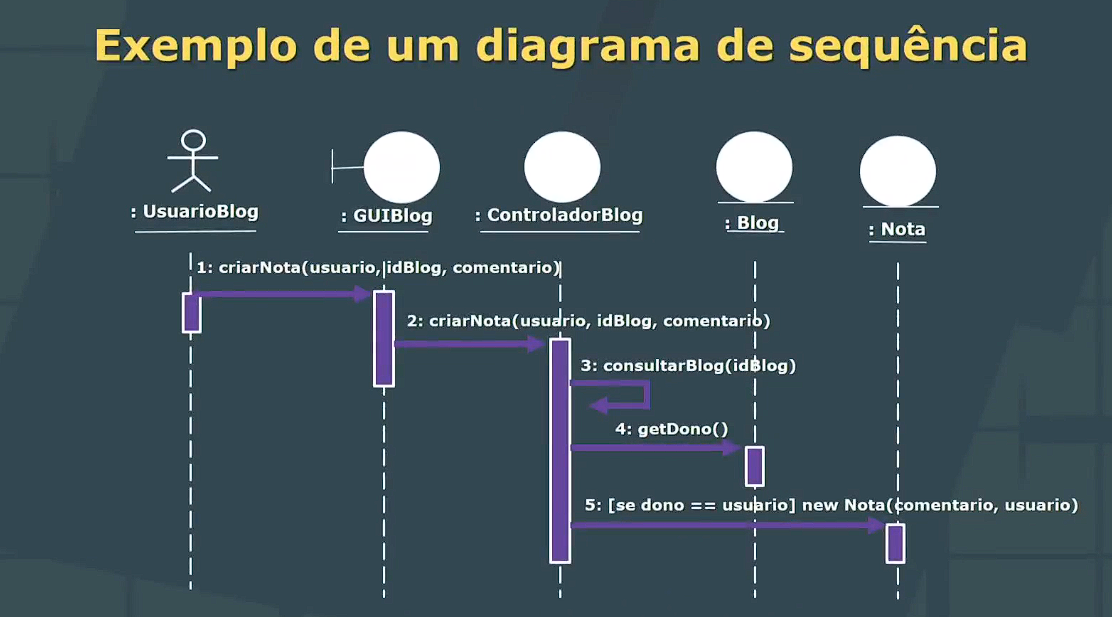 Exemplo de um diagrama de sequência
: UsuarioBlog
: GUIBlog
: ControladorBlog
: Blog
: Nota
1: criarNota(usuario, idBlog, comentario)
2: criarNota(usuario, idBlog, comentario)
3: consultarBlog(idBlog)
4: getDono()
5: [se dono == usuario] new Nota(comentario, usuario)